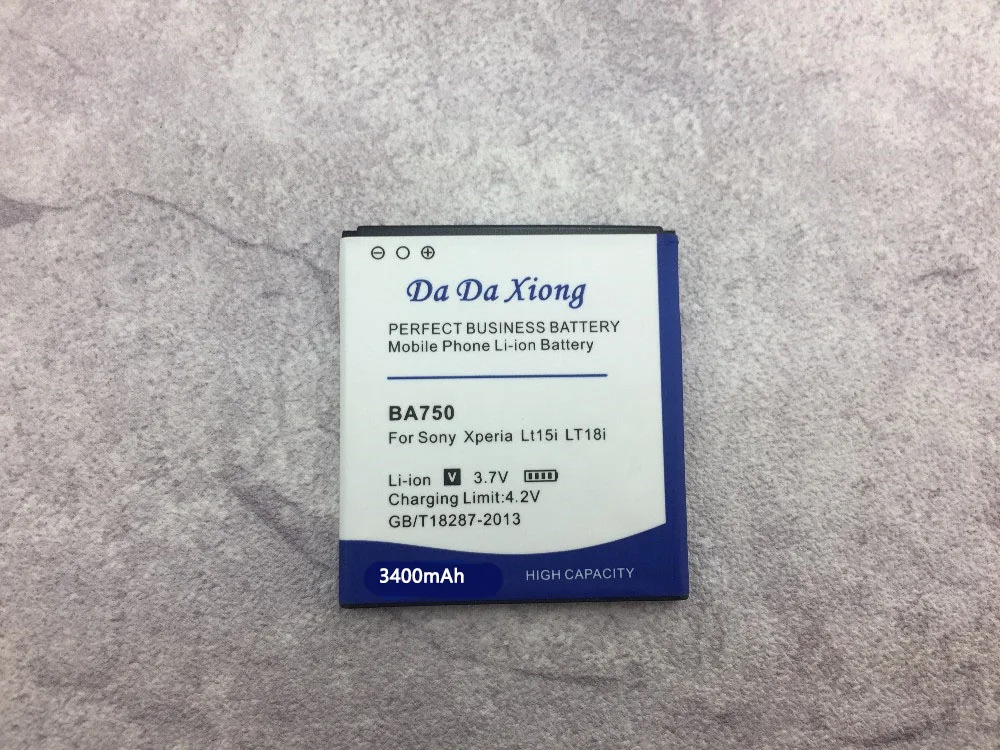 ⊖ ○ ⊕
Da Da Xiong
PERFECT BUSINESS BATTERY
Mobile Phone Li-ion Battery
BA750
For Sony Xperia Lt15i LT18i
Li-ion V 3.7V
Charging Limit:4.2V
GB/T18287-2013
3400mAh HIGH CAPACITY